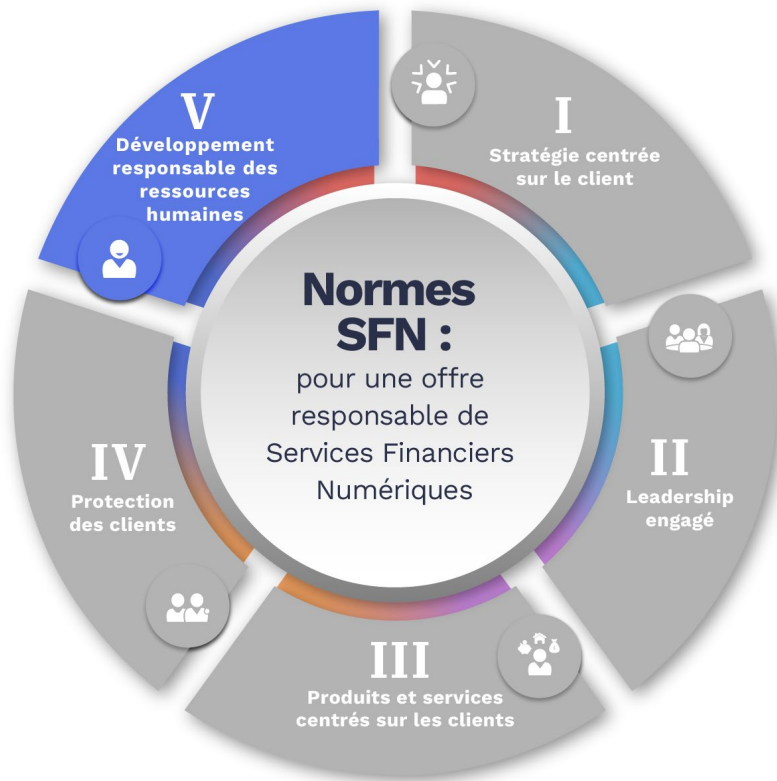 Normes
SFN :
pour une offre
responsable de
Services Financiers
Numériques
I
Stratégie centrée
sur le client
II
Leadership
engagé
III
Produits et services
centrés sur les clients
IV
Protection
des clients
V
Développement
responsable des
ressources
humaines